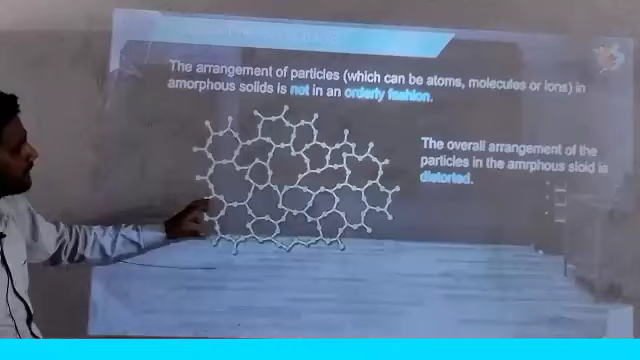 The arrangement of particles (which can be atoms, molecules or ions) in
amorphous solids is not in an orderly fashion.
The overall arrangement of the
particles in the amrphous sloid is
distorted.